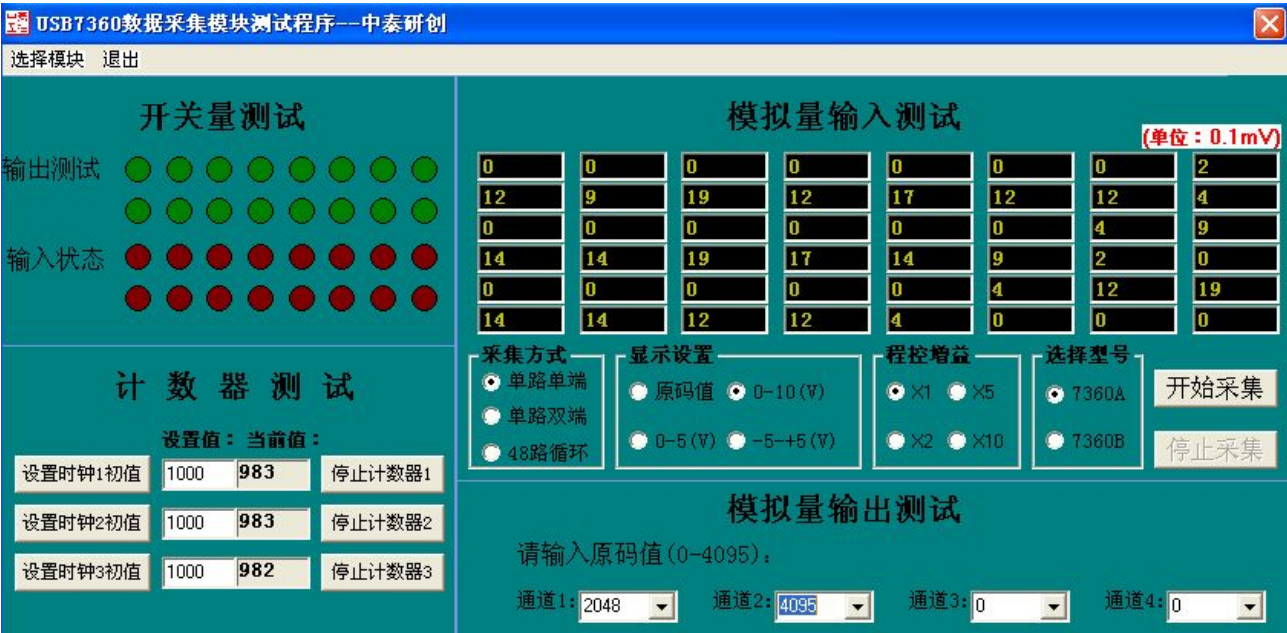 USB7360数据采集模块测试程序--中泰研创
选择模块 退出
开关量测试
输出测试
输入状态
计数器测试
设置值: 当前值:
设置时钟1初值 1000 983 停止计数器1
设置时钟2初值 1000 983 停止计数器2
设置时钟3初值 1000 982 停止计数器3
模拟量输入测试
(单位:0.1mV)
0 0 0 0 0 0 0 2
12 9 19 12 17 12 12 4
0 0 0 0 0 0 4 9
14 14 19 17 14 9 2 0
0 0 0 0 0 4 12 19
14 14 12 12 4 0 0 0
采集方式 显示设置 程控增益 选择型号
单路单端 原码值 0-10(V) X1 X5 7360A 开始采集
单路双端
48路循环 0-5(V) -5-+5(V) X2 X10 7360B 停止采集
模拟量输出测试
请输入原码值(0-4095):
通道1: 2048 通道2: 4095 通道3: 0 通道4: 0